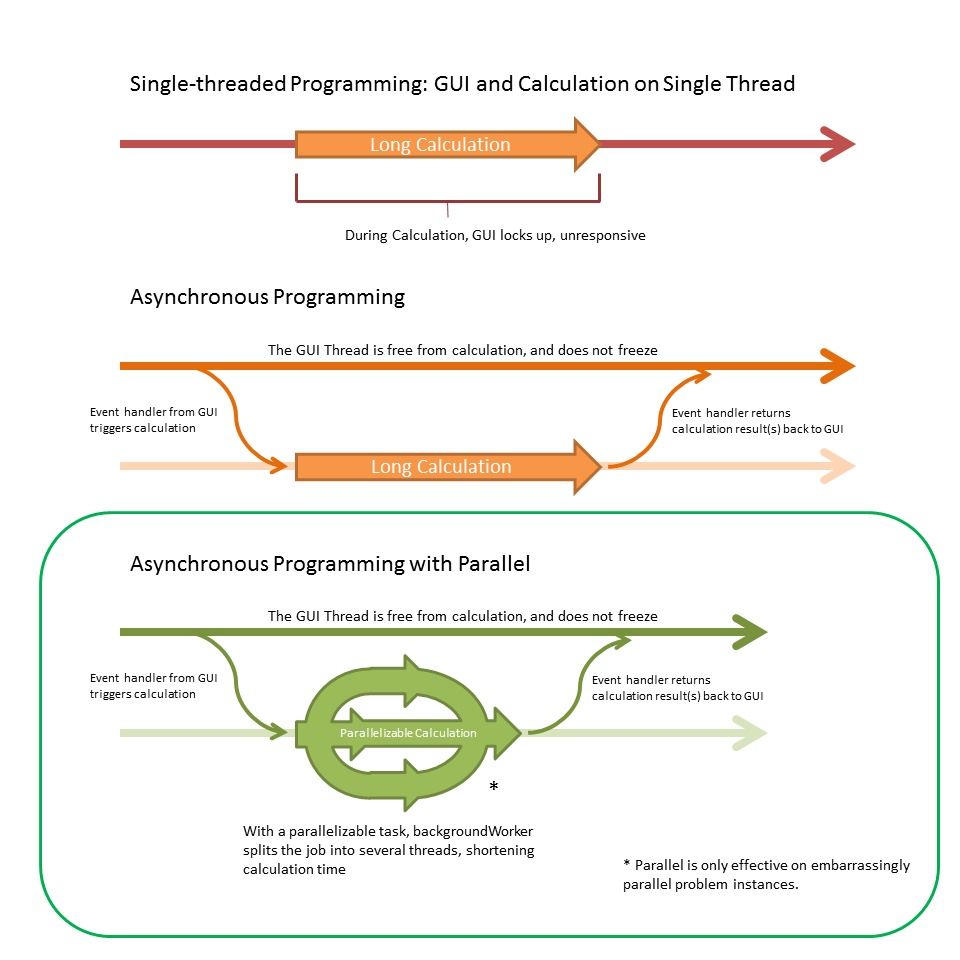 Single-threaded Programming: GUI and Calculation on Single Thread
Long Calculation
During Calculation, GUI locks up, unresponsive
Asynchronous Programming
The GUI Thread is free from calculation, and does not freeze
Event handler from GUI
triggers calculation
Event handler returns
calculation result(s) back to GUI
Long Calculation
Asynchronous Programming with Parallel
The GUI Thread is free from calculation, and does not freeze
Event handler from GUI
triggers calculation
Event handler returns
calculation result(s) back to GUI
Parallelizable Calculation
*
With a parallelizable task, backgroundWorker
splits the job into several threads, shortening
calculation time
* Parallel is only effective on embarrassingly
parallel problem instances.